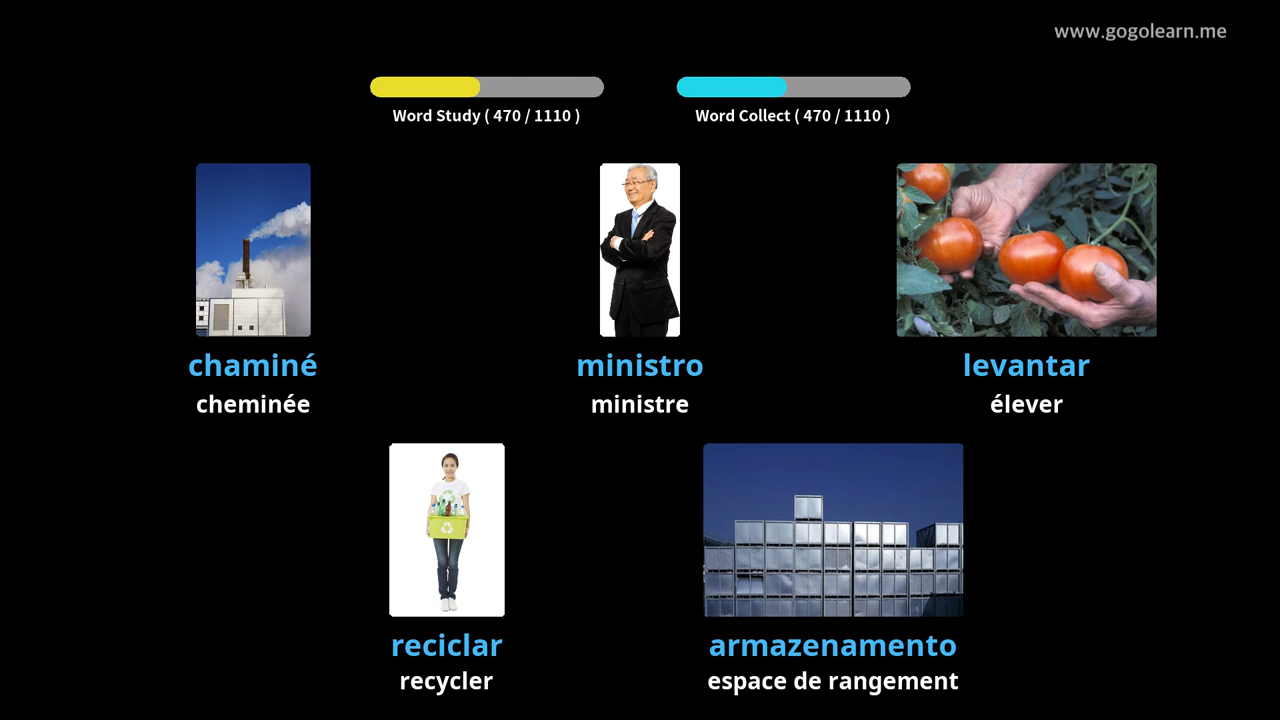 www.gogolearn.me
Word Study ( 470 / 1110 )
Word Collect ( 470 / 1110 )
chaminé
ministro
levantar
cheminée
ministre
élever
reciclar
armazenamento
recycler
espace de rangement